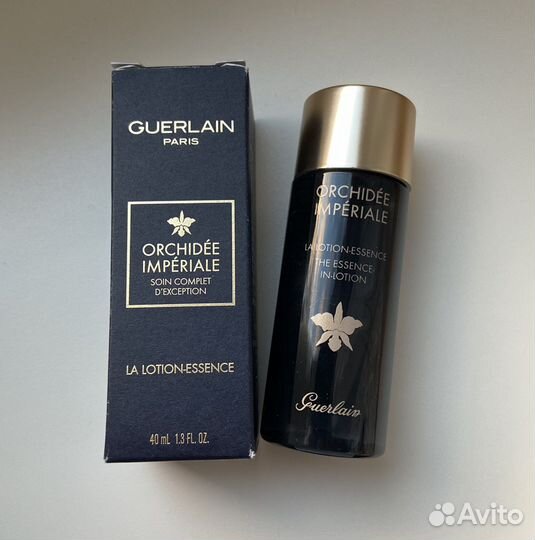 GUERLAIN
PARIS
ORCHIDÉE
IMPÉRIALE
SOIN COMPLET
D'EXCEPTION
LA LOTION-ESSENCE
40 mL 1.3 FL. OZ.
ORCHIDÉE
IMPÉRIALE
LA LOTION-ESSENCE
THE ESSENCE-
IN-LOTION
Guerlain
Avito